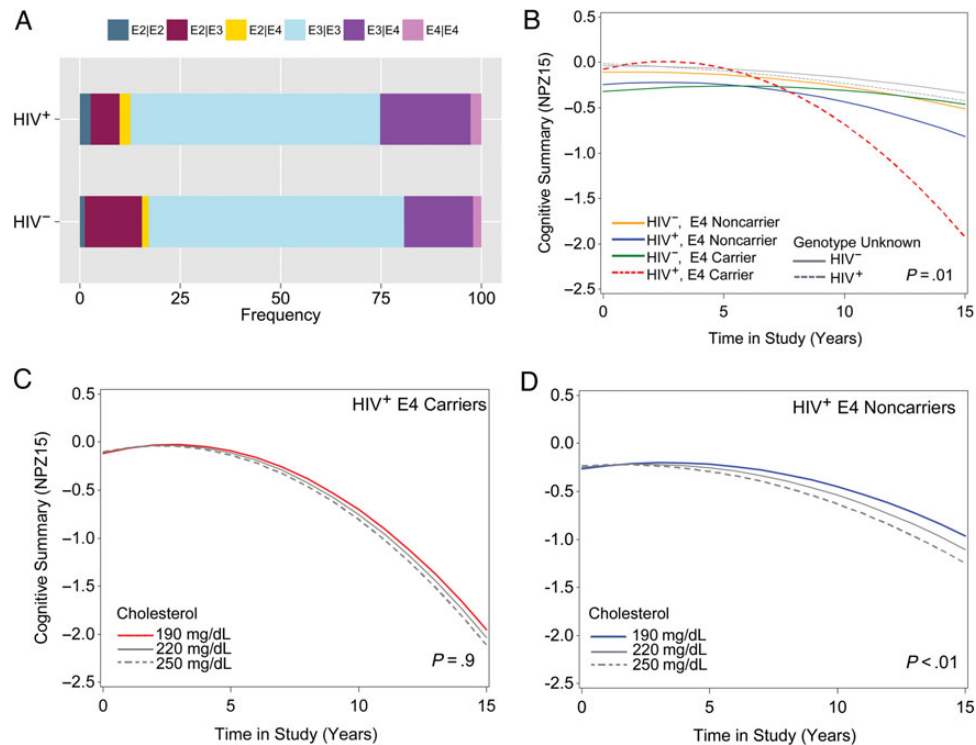 A
E2|E2 E2|E3 E2|E4 E3|E3 E3|E4 E4|E4
HIV⁺
HIV⁻
0 25 50 75 100
Frequency
B
0.5
0.0
−0.5
−1.0
−1.5
−2.0
−2.5
Cognitive Summary (NPZ15)
HIV⁻, E4 Noncarrier
HIV⁺, E4 Noncarrier
HIV⁻, E4 Carrier
HIV⁺, E4 Carrier
Genotype Unknown
HIV⁻
HIV⁺
P = .01
0 5 10 15
Time in Study (Years)
C
HIV⁺ E4 Carriers
0.5
0.0
−0.5
−1.0
−1.5
−2.0
−2.5
Cognitive Summary (NPZ15)
Cholesterol
190 mg/dL
220 mg/dL
250 mg/dL
P = .9
0 5 10 15
Time in Study (Years)
D
HIV⁺ E4 Noncarriers
0.5
0.0
−0.5
−1.0
−1.5
−2.0
−2.5
Cholesterol
190 mg/dL
220 mg/dL
250 mg/dL
P < .01
0 5 10 15
Time in Study (Years)